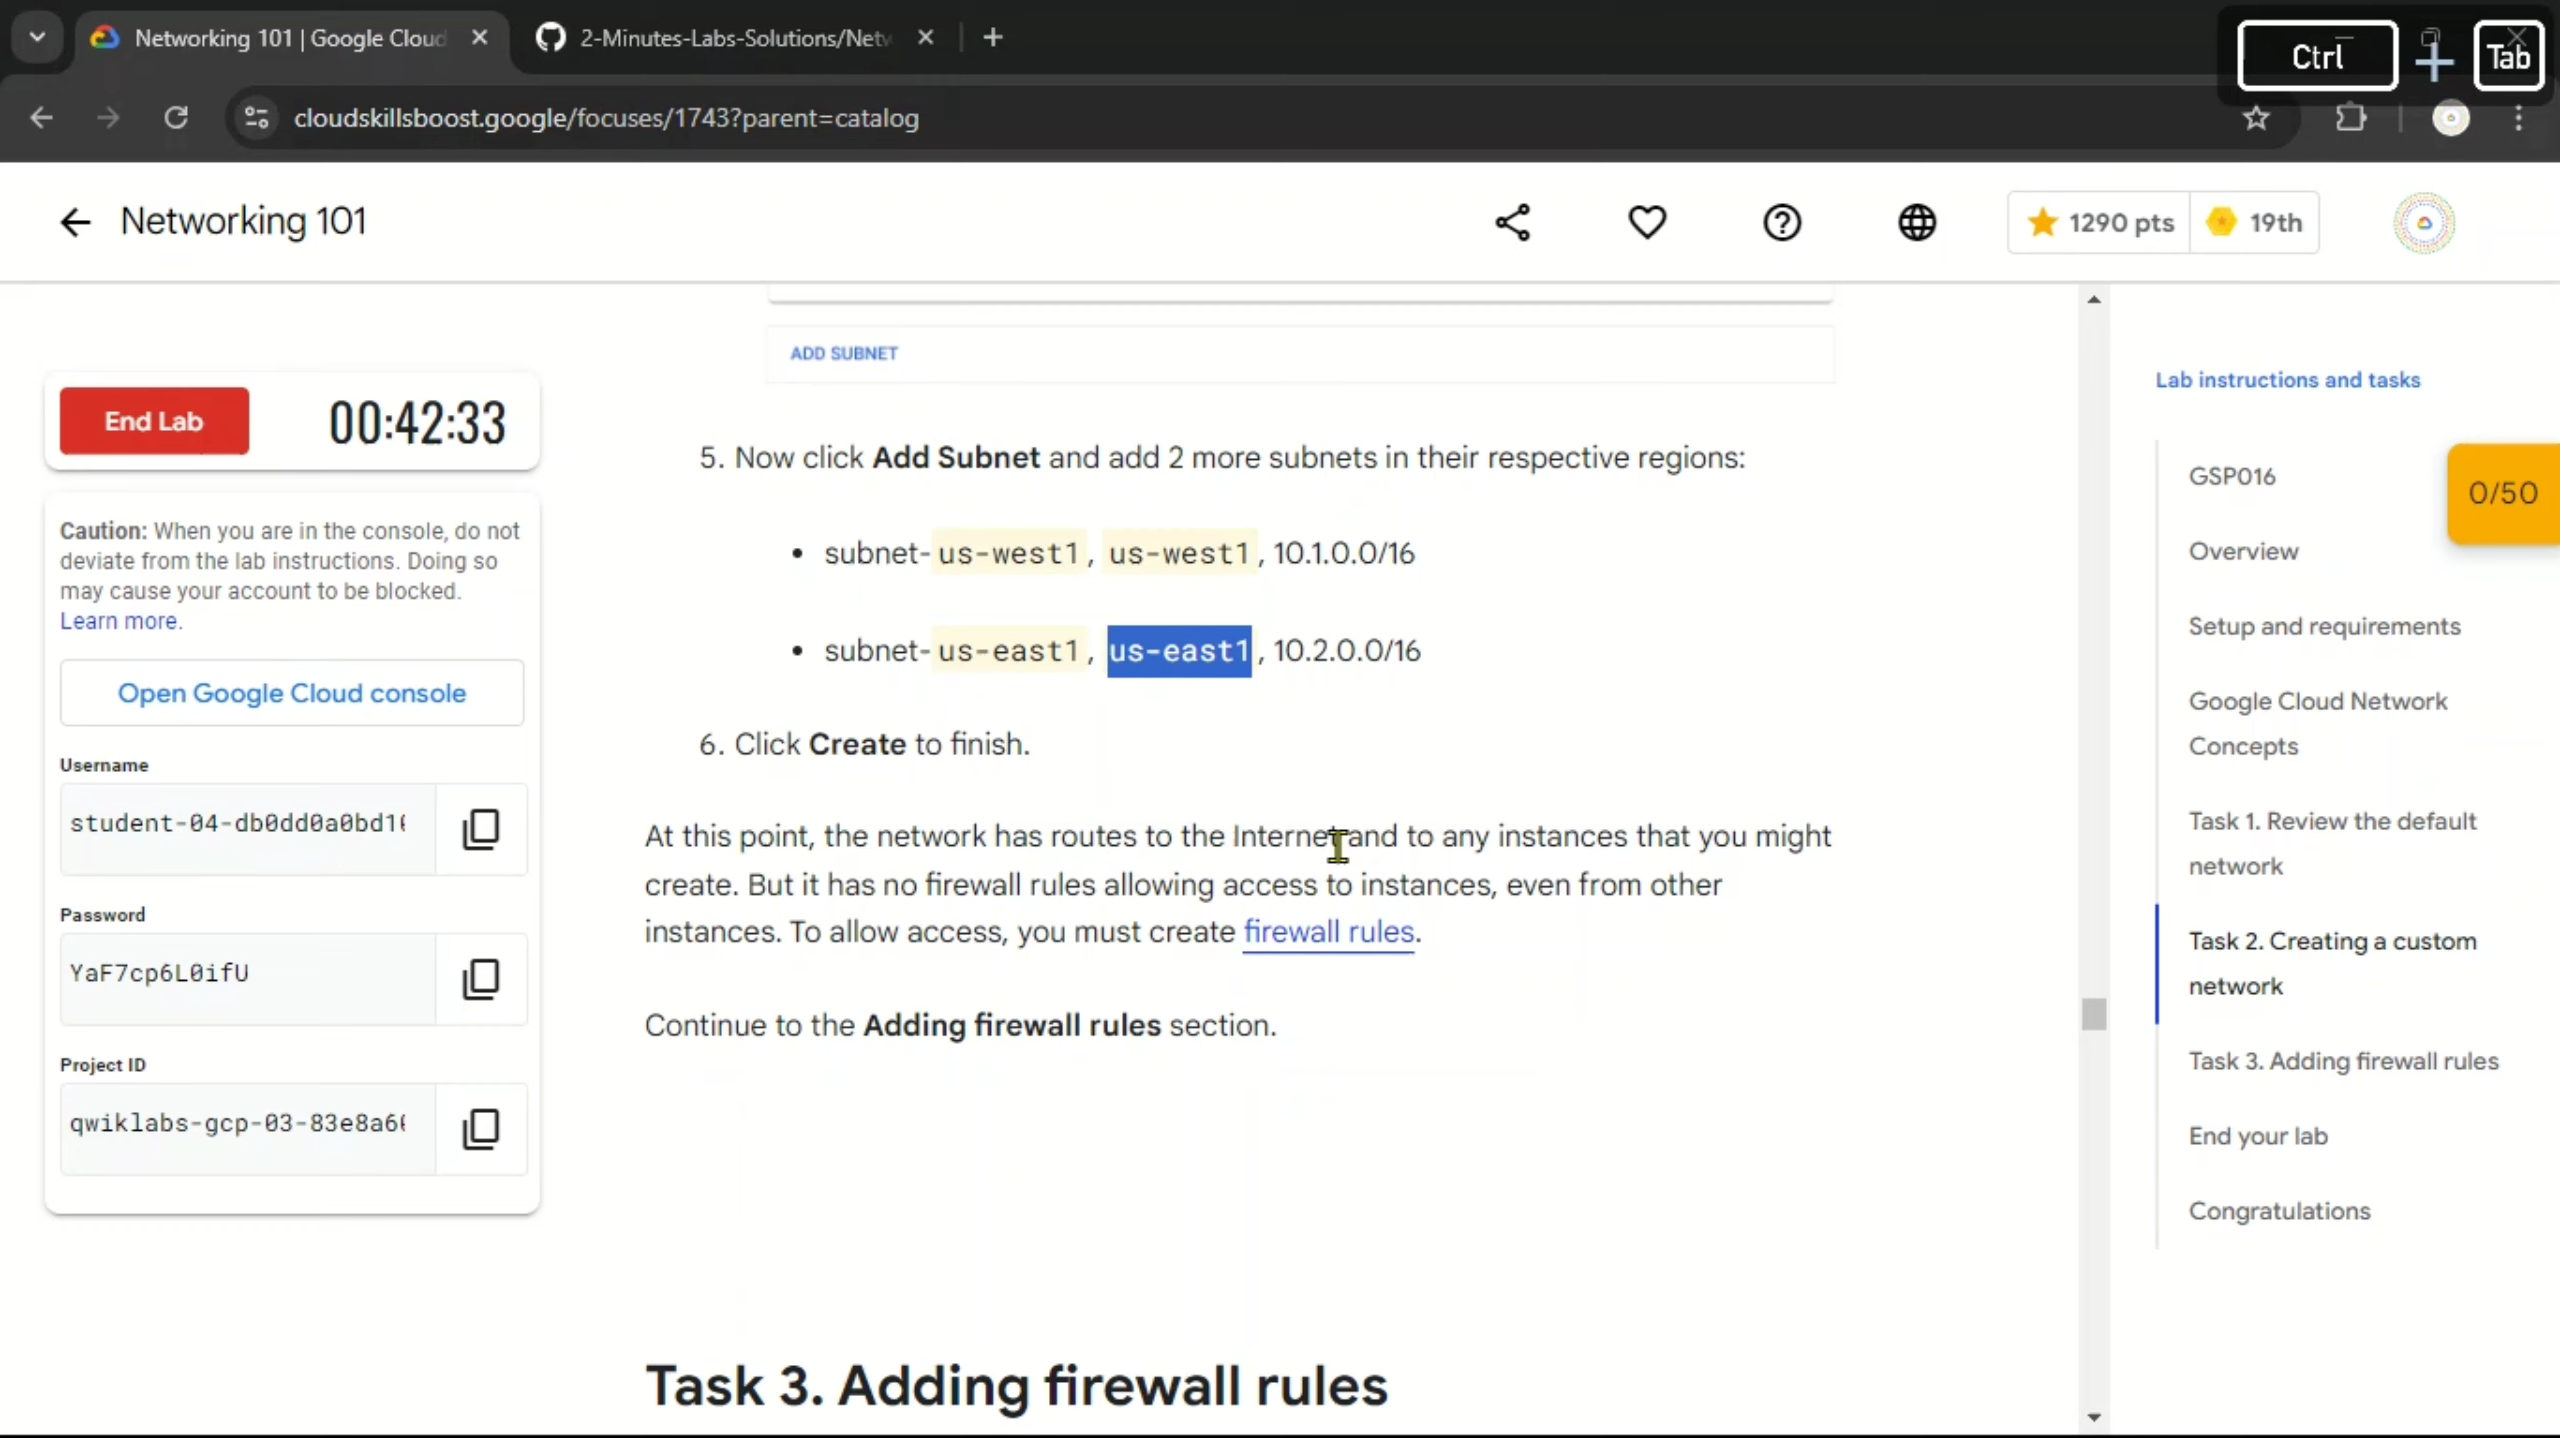 Networking 101 | Google Cloud
2-Minutes-Labs-Solutions/Netw
Ctrl + Tab
cloudskillsboost.google/focuses/1743?parent=catalog
Networking 101
1290 pts
19th
ADD SUBNET
End Lab
00:42:33
Caution: When you are in the console, do not
deviate from the lab instructions. Doing so
may cause your account to be blocked.
Learn more.
Open Google Cloud console
Username
student-04-db0dd0a0bd1
Password
YaF7cp6L0ifU
Project ID
qwiklabs-gcp-03-83e8a6
5. Now click Add Subnet and add 2 more subnets in their respective regions:
• subnet-us-west1, us-west1, 10.1.0.0/16
• subnet-us-east1, us-east1, 10.2.0.0/16
6. Click Create to finish.
At this point, the network has routes to the Internet and to any instances that you might
create. But it has no firewall rules allowing access to instances, even from other
instances. To allow access, you must create firewall rules.
Continue to the Adding firewall rules section.
Task 3. Adding firewall rules
Lab instructions and tasks
GSP016
0/50
Overview
Setup and requirements
Google Cloud Network
Concepts
Task 1. Review the default
network
Task 2. Creating a custom
network
Task 3. Adding firewall rules
End your lab
Congratulations